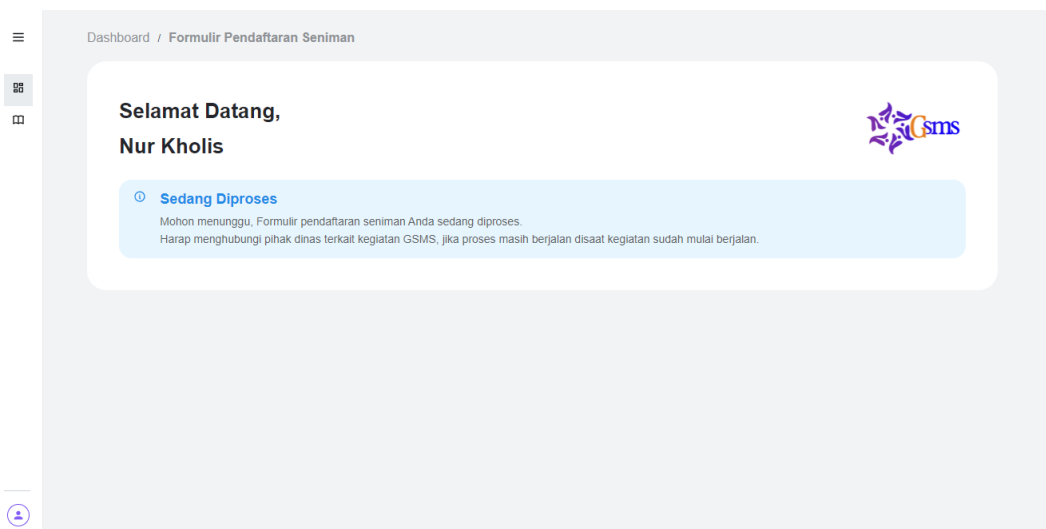 Dashboard / Formulir Pendaftaran Seniman
Selamat Datang,
Nur Kholis
Gsms
Sedang Diproses
Mohon menunggu, Formulir pendaftaran seniman Anda sedang diproses.
Harap menghubungi pihak dinas terkait kegiatan GSMS, jika proses masih berjalan disaat kegiatan sudah mulai berjalan.